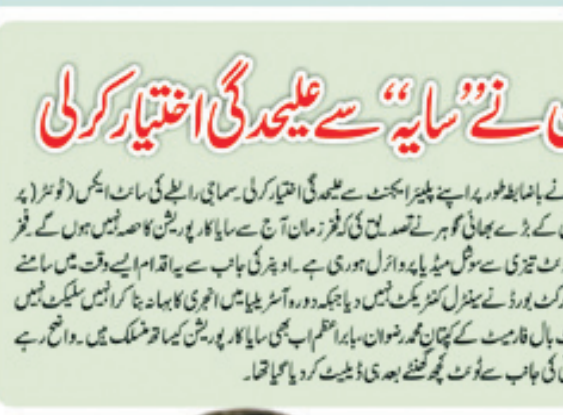 نے ”سایہ“ سے علیحدگی اختیار کرلی
نے باضابطہ طور پر اپنے پلیئر ایجنٹ سے علیحدگی اختیار کرلی۔ سماجی رابطے کی سائٹ ایکس (ٹوئٹر) پر
کے بڑے بھائی گوہر نے تصدیق کی کہ فخر زمان آج سے سایا کارپوریشن کا حصہ نہیں ہوں گے۔ فخر
تیزی سے سوشل میڈیا پر وائرل ہورہی ہے۔ اوپنر کی جانب سے یہ اقدام ایسے وقت میں سامنے
کرکٹ بورڈ نے سینٹرل کنٹریکٹ نہیں دیا جبکہ دورہ آسٹریلیا میں انجری کا بہانہ بنا کر انہیں سلیکٹ نہیں
بال فارمیٹ کے کپتان محمد رضوان، بابراعظم اب بھی سایا کارپوریشن کیساتھ منسلک ہیں۔ واضح رہے
کی جانب سے ٹوئٹ کچھ گھنٹے بعد ہی ڈیلیٹ کردیا گیا تھا۔